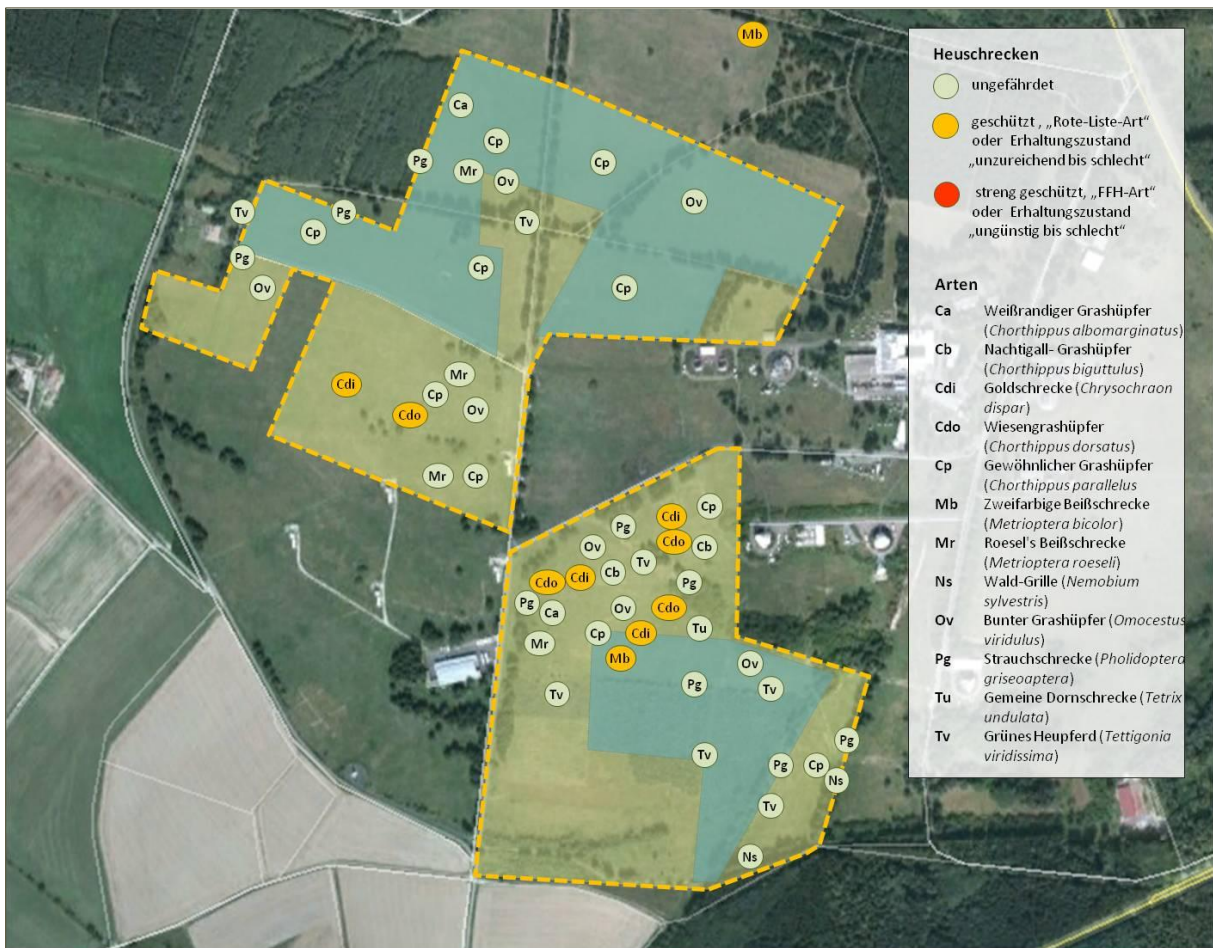 Mb
Ca
Cp
Pg
Mr
Ov
Cp
Ov
Tv
Tv
Pg
Cp
Pg
Ov
Cp
Cp
Cdi
Mr
Cp
Cdo
Ov
Mr
Cp
Cp
Cdi
Pg
Cdo
Cb
Ov
Tv
Cb
Cdi
Cdo
Pg
Pg
Ca
Ov
Cdo
Tu
Cp
Cdi
Mr
Mb
Ov
Pg
Tv
Tv
Pg
Tv
Pg
Cp
Ns
Tv
Ns
Heuschrecken
ungefährdet
geschützt , „Rote-Liste-Art“
oder Erhaltungszustand
„unzureichend bis schlecht“
streng geschützt, „FFH-Art“
oder Erhaltungszustand
„ungünstig bis schlecht“
Arten
Ca Weißrandiger Grashüpfer
(Chorthippus albomarginatus)
Cb Nachtigall- Grashüpfer
(Chorthippus biguttulus)
Cdi Goldschrecke (Chrysochraon
dispar)
Cdo Wiesengrashüpfer
(Chorthippus dorsatus)
Cp Gewöhnlicher Grashüpfer
(Chorthippus parallelus
Mb Zweifarbige Beißschrecke
(Metrioptera bicolor)
Mr Roesel's Beißschrecke
(Metrioptera roeseli)
Ns Wald-Grille (Nemobium
sylvestris)
Ov Bunter Grashüpfer (Omocestus
viridulus)
Pg Strauchschrecke (Pholidoptera
griseoaptera)
Tu Gemeine Dornschrecke (Tetrix
undulata)
Tv Grünes Heupferd (Tettigonia
viridissima)